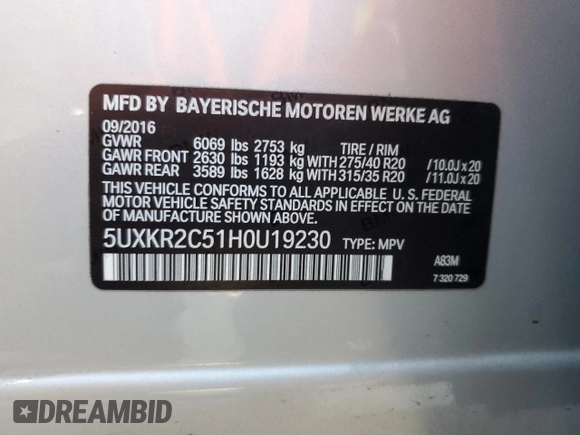 MFD BY BAYERISCHE MOTOREN WERKE AG
09/2016
GVWR 6069 lbs 2753 kg TIRE / RIM
GAWR FRONT 2630 lbs 1193 kg WITH 275/40 R20 /10.0J x 20
GAWR REAR 3589 lbs 1628 kg WITH 315/35 R20 /11.0J x 20
THIS VEHICLE CONFORMS TO ALL APPLICABLE U. S. FEDERAL
MOTOR VEHICLE SAFETY STANDARDS IN EFFECT ON THE DATE
OF MANUFACTURE SHOWN ABOVE.
5UXKR2C51H0U19230 TYPE: MPV
A83M
7 320 729
DREAMBID